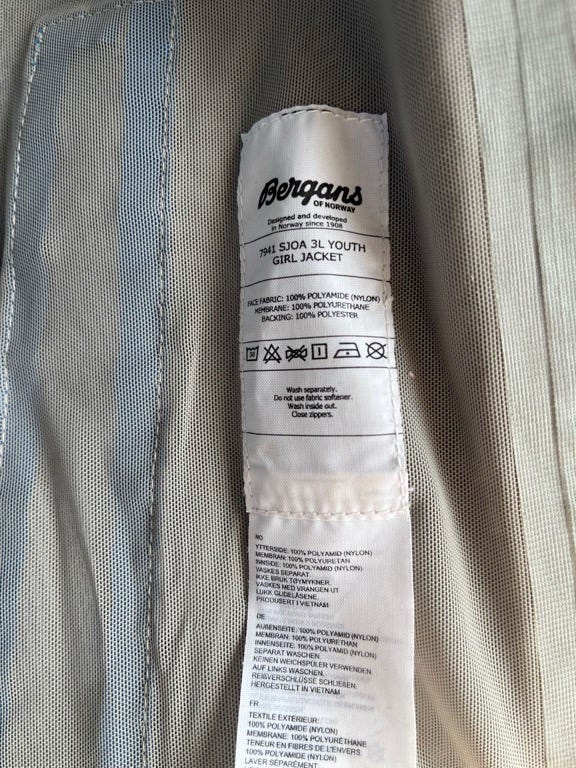 Bergans
OF NORWAY
Designed and developed
in Norway since 1908
7941 SJOA 3L YOUTH
GIRL JACKET
FACE FABRIC: 100% POLYAMIDE (NYLON)
MEMBRANE: 100% POLYURETHANE
BACKING: 100% POLYESTER
30
Wash separately.
Do not use fabric softener.
Wash inside out.
Close zippers.
NO
YTTERSIDE: 100% POLYAMID (NYLON)
MEMBRAN: 100% POLYURETAN
INNSIDE: 100% POLYAMID (NYLON)
VASKES SEPARAT.
IKKE BRUK TØYMYKNER.
VASKES MED VRANGEN UT
LUKK GLIDELÅSENE.
PRODUSERT I VIETNAM
DE
AUßENSEITE: 100% POLYAMID (NYLON)
MEMBRAN: 100% POLYURETHAN
INNENSEITE: 100% POLYAMID (NYLON)
SEPARAT WASCHEN.
KEINEN WEICHSPÜLER VERWENDEN.
AUF LINKS WASCHEN.
REIßVERSCHLÜSSE SCHLIEßEN.
HERGESTELLT IN VIETNAM
FR
TEXTILE EXTÉRIEUR:
100% POLYAMIDE (NYLON)
MEMBRANE: 100% POLYURÉTHANE
TENEUR EN FIBRES DE L'ENVERS
100% POLYAMIDE (NYLON)
LAVER SÉPARÉMENT